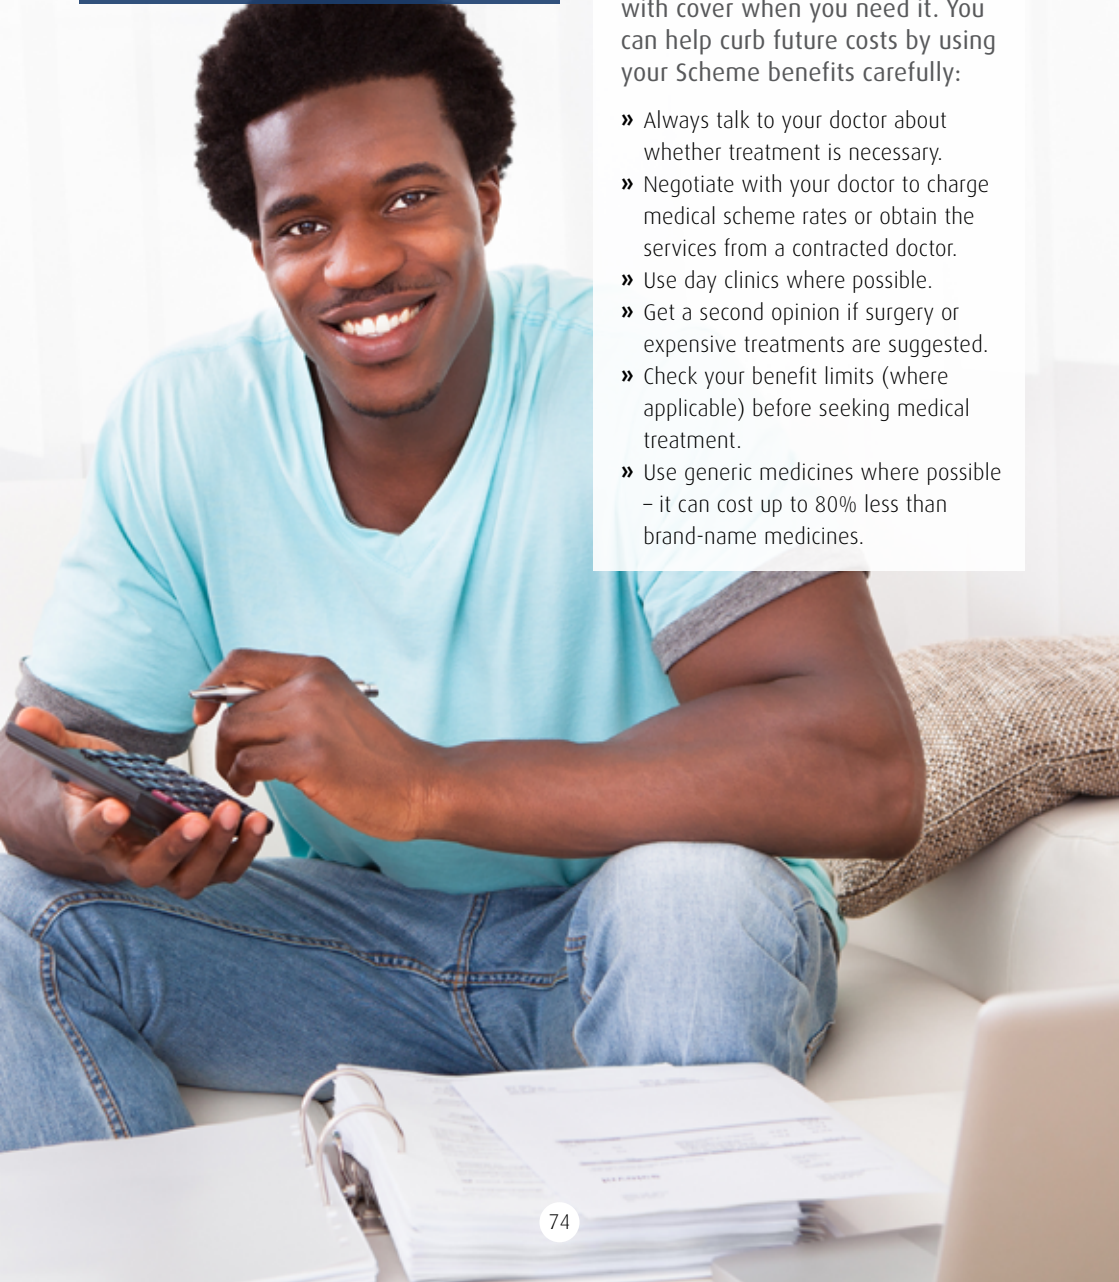 with cover when you need it. You
can help curb future costs by using
your Scheme benefits carefully:
» Always talk to your doctor about
whether treatment is necessary.
» Negotiate with your doctor to charge
medical scheme rates or obtain the
services from a contracted doctor.
» Use day clinics where possible.
» Get a second opinion if surgery or
expensive treatments are suggested.
» Check your benefit limits (where
applicable) before seeking medical
treatment.
» Use generic medicines where possible
– it can cost up to 80% less than
brand-name medicines.
74